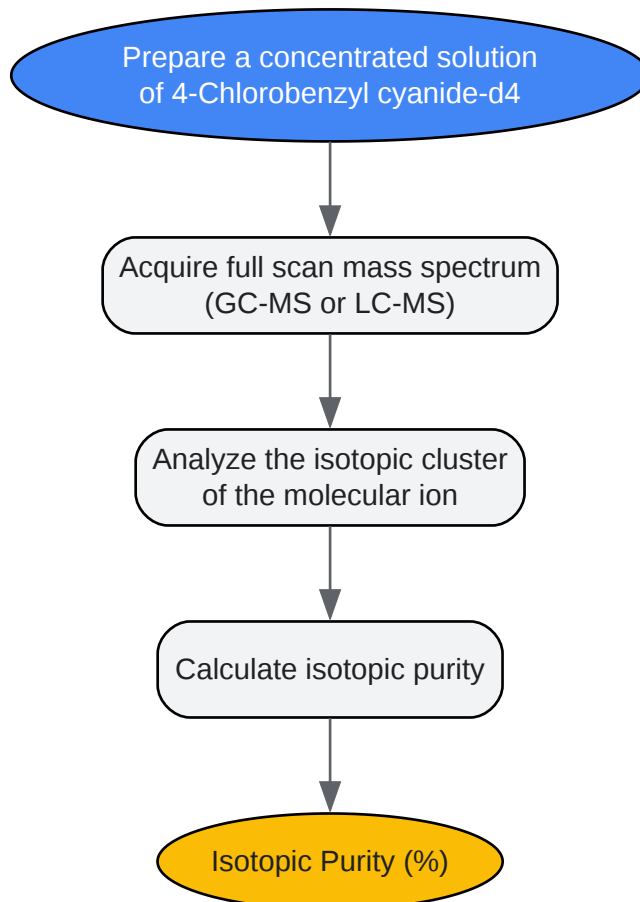 Prepare a concentrated solution
of 4-Chlorobenzyl cyanide-d4
Acquire full scan mass spectrum
(GC-MS or LC-MS)
Analyze the isotopic cluster
of the molecular ion
Calculate isotopic purity
Isotopic Purity (%)